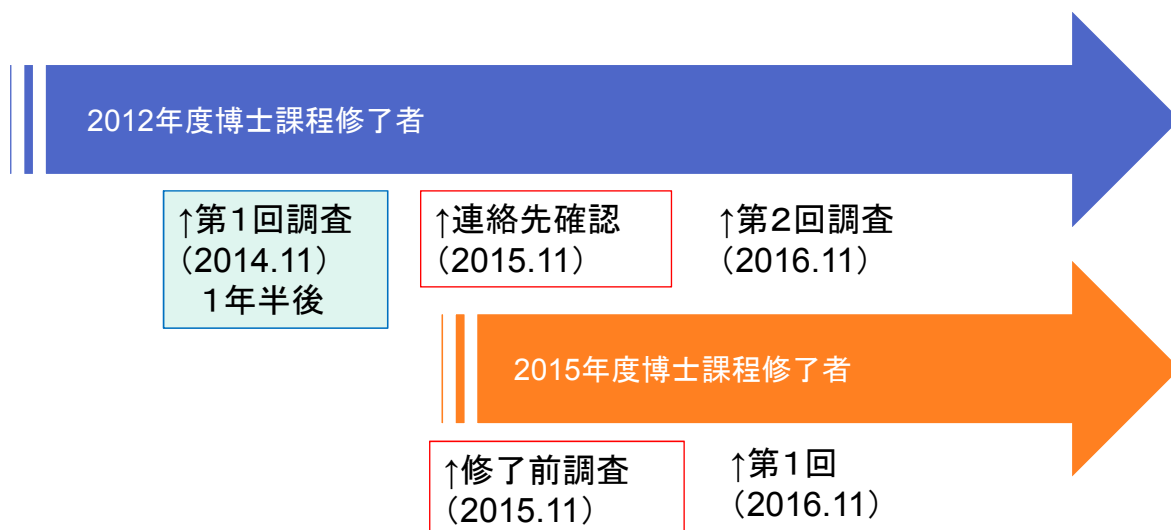 2012年度博士課程修了者
↑第１回調査
（2014.11）
１年半後
↑連絡先確認
（2015.11）
↑第２回調査
（2016.11）
2015年度博士課程修了者
↑修了前調査
（2015.11）
↑第１回
（2016.11）